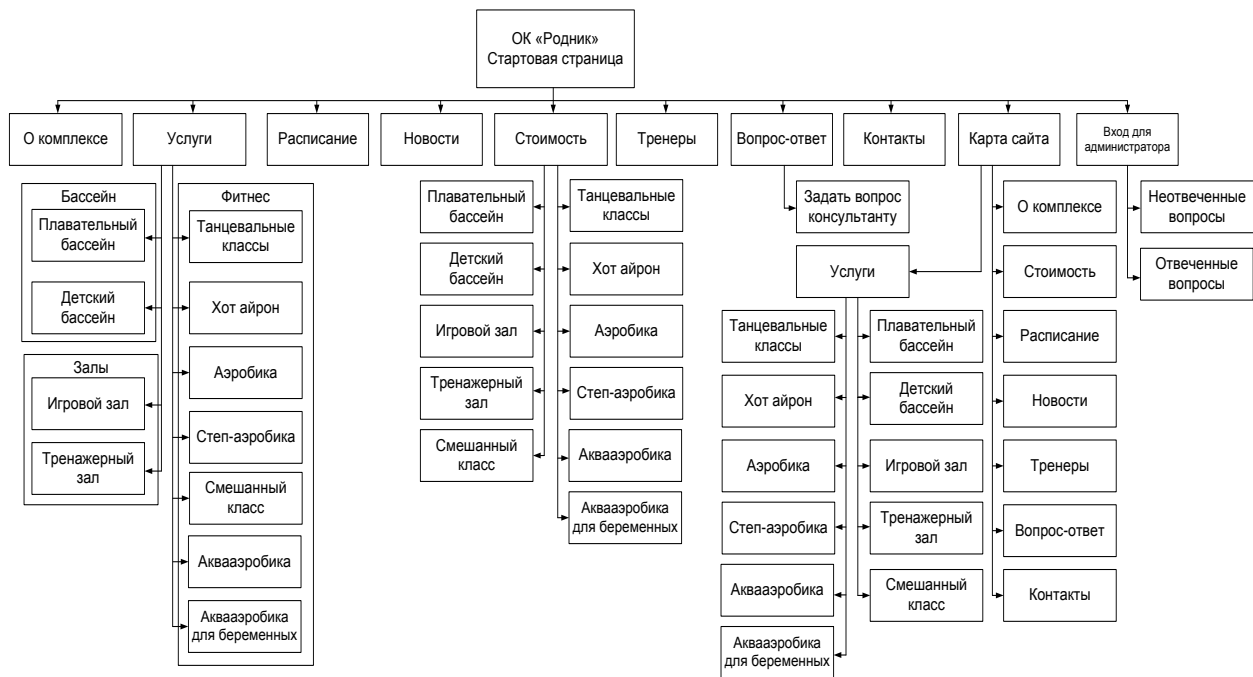 ОК «Родник»
Стартовая страница
О комплексе
Услуги
Расписание
Новости
Стоимость
Тренеры
Вопрос-ответ
Контакты
Карта сайта
Вход для
администратора
Бассейн
Плавательный
бассейн
Детский
бассейн
Залы
Игровой зал
Тренажерный
зал
Фитнес
Танцевальные
классы
Хот айрон
Аэробика
Степ-аэробика
Смешанный
класс
Аквааэробика
Аквааэробика
для беременных
Плавательный
бассейн
Детский
бассейн
Игровой зал
Тренажерный
зал
Смешанный
класс
Танцевальные
классы
Хот айрон
Аэробика
Степ-аэробика
Аквааэробика
Аквааэробика
для беременных
Задать вопрос
консультанту
Услуги
Танцевальные
классы
Хот айрон
Аэробика
Степ-аэробика
Аквааэробика
Аквааэробика
для беременных
Плавательный
бассейн
Детский
бассейн
Игровой зал
Тренажерный
зал
Смешанный
класс
О комплексе
Стоимость
Расписание
Новости
Тренеры
Вопрос-ответ
Контакты
Неотвеченные
вопросы
Отвеченные
вопросы